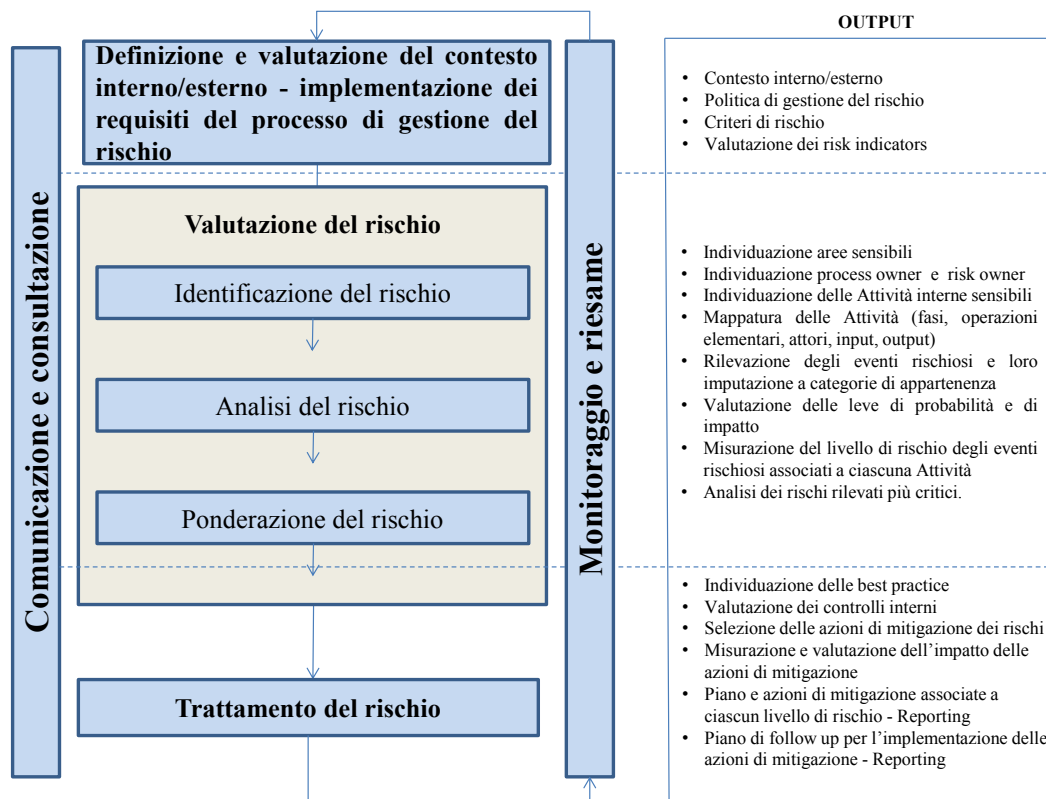 OUTPUT
Definizione e valutazione del contesto
interno/esterno - implementazione dei
requisiti del processo di gestione del
rischio
• Contesto interno/esterno
• Politica di gestione del rischio
• Criteri di rischio
• Valutazione dei risk indicators
Comunicazione e consultazione
Valutazione del rischio
Identificazione del rischio
Analisi del rischio
Ponderazione del rischio
Monitoraggio e riesame
• Individuazione aree sensibili
• Individuazione process owner e risk owner
• Individuazione delle Attività interne sensibili
• Mappatura delle Attività (fasi, operazioni
elementari, attori, input, output)
• Rilevazione degli eventi rischiosi e loro
imputazione a categorie di appartenenza
• Valutazione delle leve di probabilità e di
impatto
• Misurazione del livello di rischio degli eventi
rischiosi associati a ciascuna Attività
• Analisi dei rischi rilevati più critici.
Trattamento del rischio
• Individuazione delle best practice
• Valutazione dei controlli interni
• Selezione delle azioni di mitigazione dei rischi
• Misurazione e valutazione dell’impatto delle
azioni di mitigazione
• Piano e azioni di mitigazione associate a
ciascun livello di rischio - Reporting
• Piano di follow up per l’implementazione delle
azioni di mitigazione - Reporting